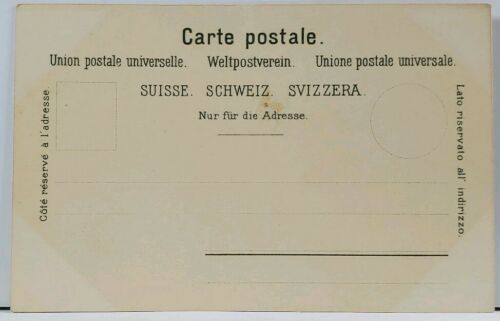 Carte postale.
Union postale universelle. Weltpostverein. Unione postale universale.
SUISSE. SCHWEIZ. SVIZZERA.
Nur für die Adresse.
Côté réservé à l'adresse.
Lato riservato all' indirizzo.